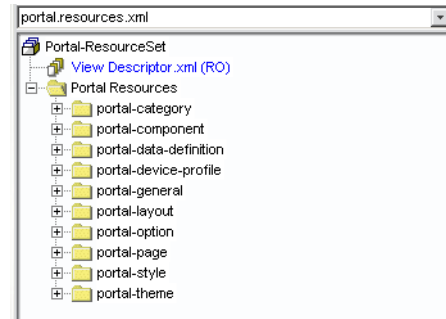 portal.resources.xml
Portal-ResourceSet
View Descriptor.xml (RO)
Portal Resources
portal-category
portal-component
portal-data-definition
portal-device-profile
portal-general
portal-layout
portal-option
portal-page
portal-style
portal-theme